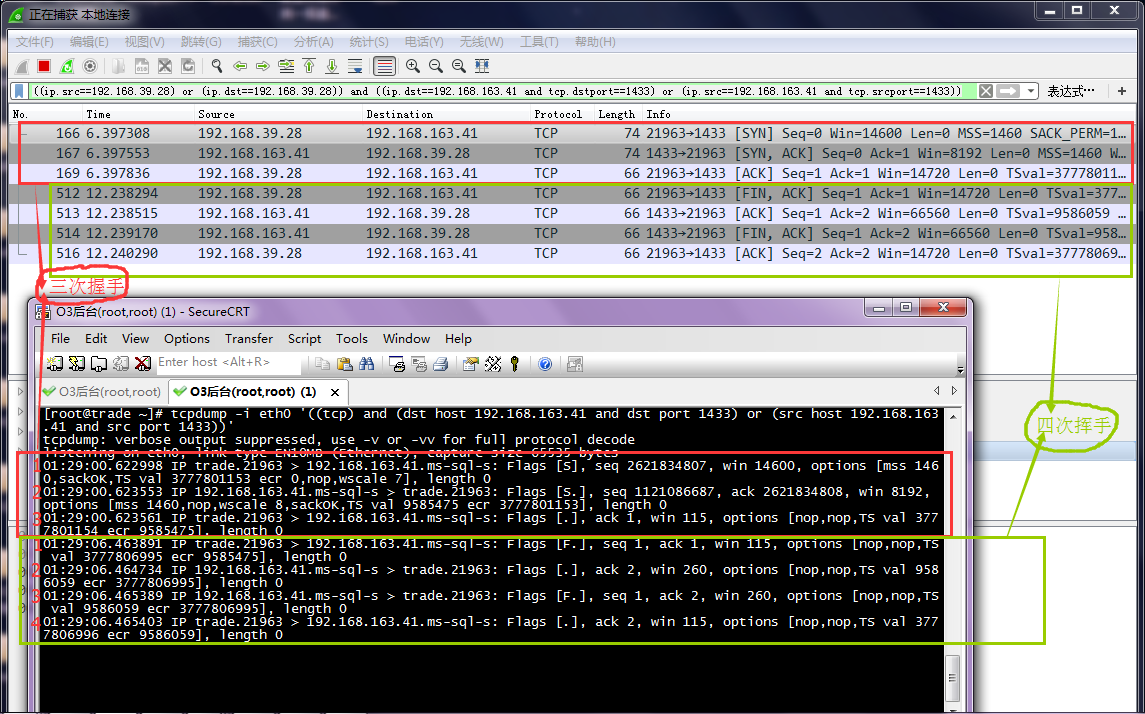 正在捕获 本地连接
文件(F) 编辑(E) 视图(V) 跳转(G) 捕获(C) 分析(A) 统计(S) 电话(Y) 无线(W) 工具(T) 帮助(H)
((ip.src==192.168.39.28) or (ip.dst==192.168.39.28)) and ((ip.dst==192.168.163.41 and tcp.dstport==1433) or (ip.src==192.168.163.41 and tcp.srcport==1433)) 表达式… +
No. Time Source Destination Protocol Length Info
166 6.397308 192.168.39.28 192.168.163.41 TCP 74 21963→1433 [SYN] Seq=0 Win=14600 Len=0 MSS=1460 SACK_PERM=1…
167 6.397553 192.168.163.41 192.168.39.28 TCP 74 1433→21963 [SYN, ACK] Seq=0 Ack=1 Win=8192 Len=0 MSS=1460 W…
169 6.397836 192.168.39.28 192.168.163.41 TCP 66 21963→1433 [ACK] Seq=1 Ack=1 Win=14720 Len=0 TSval=37778011…
512 12.238294 192.168.39.28 192.168.163.41 TCP 66 21963→1433 [FIN, ACK] Seq=1 Ack=1 Win=14720 Len=0 TSval=377…
513 12.238515 192.168.163.41 192.168.39.28 TCP 66 1433→21963 [ACK] Seq=1 Ack=2 Win=66560 Len=0 TSval=9586059 …
514 12.239170 192.168.163.41 192.168.39.28 TCP 66 1433→21963 [FIN, ACK] Seq=1 Ack=2 Win=66560 Len=0 TSval=958…
516 12.240290 192.168.39.28 192.168.163.41 TCP 66 21963→1433 [ACK] Seq=2 Ack=2 Win=14720 Len=0 TSval=37778069…
三次握手
O3后台(root,root) (1) - SecureCRT
File Edit View Options Transfer Script Tools Window Help
Enter host <Alt+R>
O3后台(root,root) O3后台(root,root) (1)
四次挥手
[root@trade ~]# tcpdump -i eth0 '((tcp) and (dst host 192.168.163.41 and dst port 1433) or (src host 192.168.163
.41 and src port 1433))'
tcpdump: verbose output suppressed, use -v or -vv for full protocol decode
listening on eth0, link-type EN10MB (Ethernet), capture size 65535 bytes
1 01:29:00.622998 IP trade.21963 > 192.168.163.41.ms-sql-s: Flags [S], seq 2621834807, win 14600, options [mss 146
0,sackOK,TS val 3777801153 ecr 0,nop,wscale 7], length 0
2 01:29:00.623553 IP 192.168.163.41.ms-sql-s > trade.21963: Flags [S.], seq 1121086687, ack 2621834808, win 8192,
options [mss 1460,nop,wscale 8,sackOK,TS val 9585475 ecr 3777801153], length 0
3 01:29:00.623561 IP trade.21963 > 192.168.163.41.ms-sql-s: Flags [.], ack 1, win 115, options [nop,nop,TS val 377
7801154 ecr 9585475], length 0
1 01:29:06.463891 IP trade.21963 > 192.168.163.41.ms-sql-s: Flags [F.], seq 1, ack 1, win 115, options [nop,nop,TS
val 3777806995 ecr 9585475], length 0
2 01:29:06.464734 IP 192.168.163.41.ms-sql-s > trade.21963: Flags [.], ack 2, win 260, options [nop,nop,TS val 958
6059 ecr 3777806995], length 0
3 01:29:06.465389 IP 192.168.163.41.ms-sql-s > trade.21963: Flags [F.], seq 1, ack 2, win 260, options [nop,nop,TS
val 9586059 ecr 3777806995], length 0
4 01:29:06.465403 IP trade.21963 > 192.168.163.41.ms-sql-s: Flags [.], ack 2, win 115, options [nop,nop,TS val 377
7806996 ecr 9586059], length 0